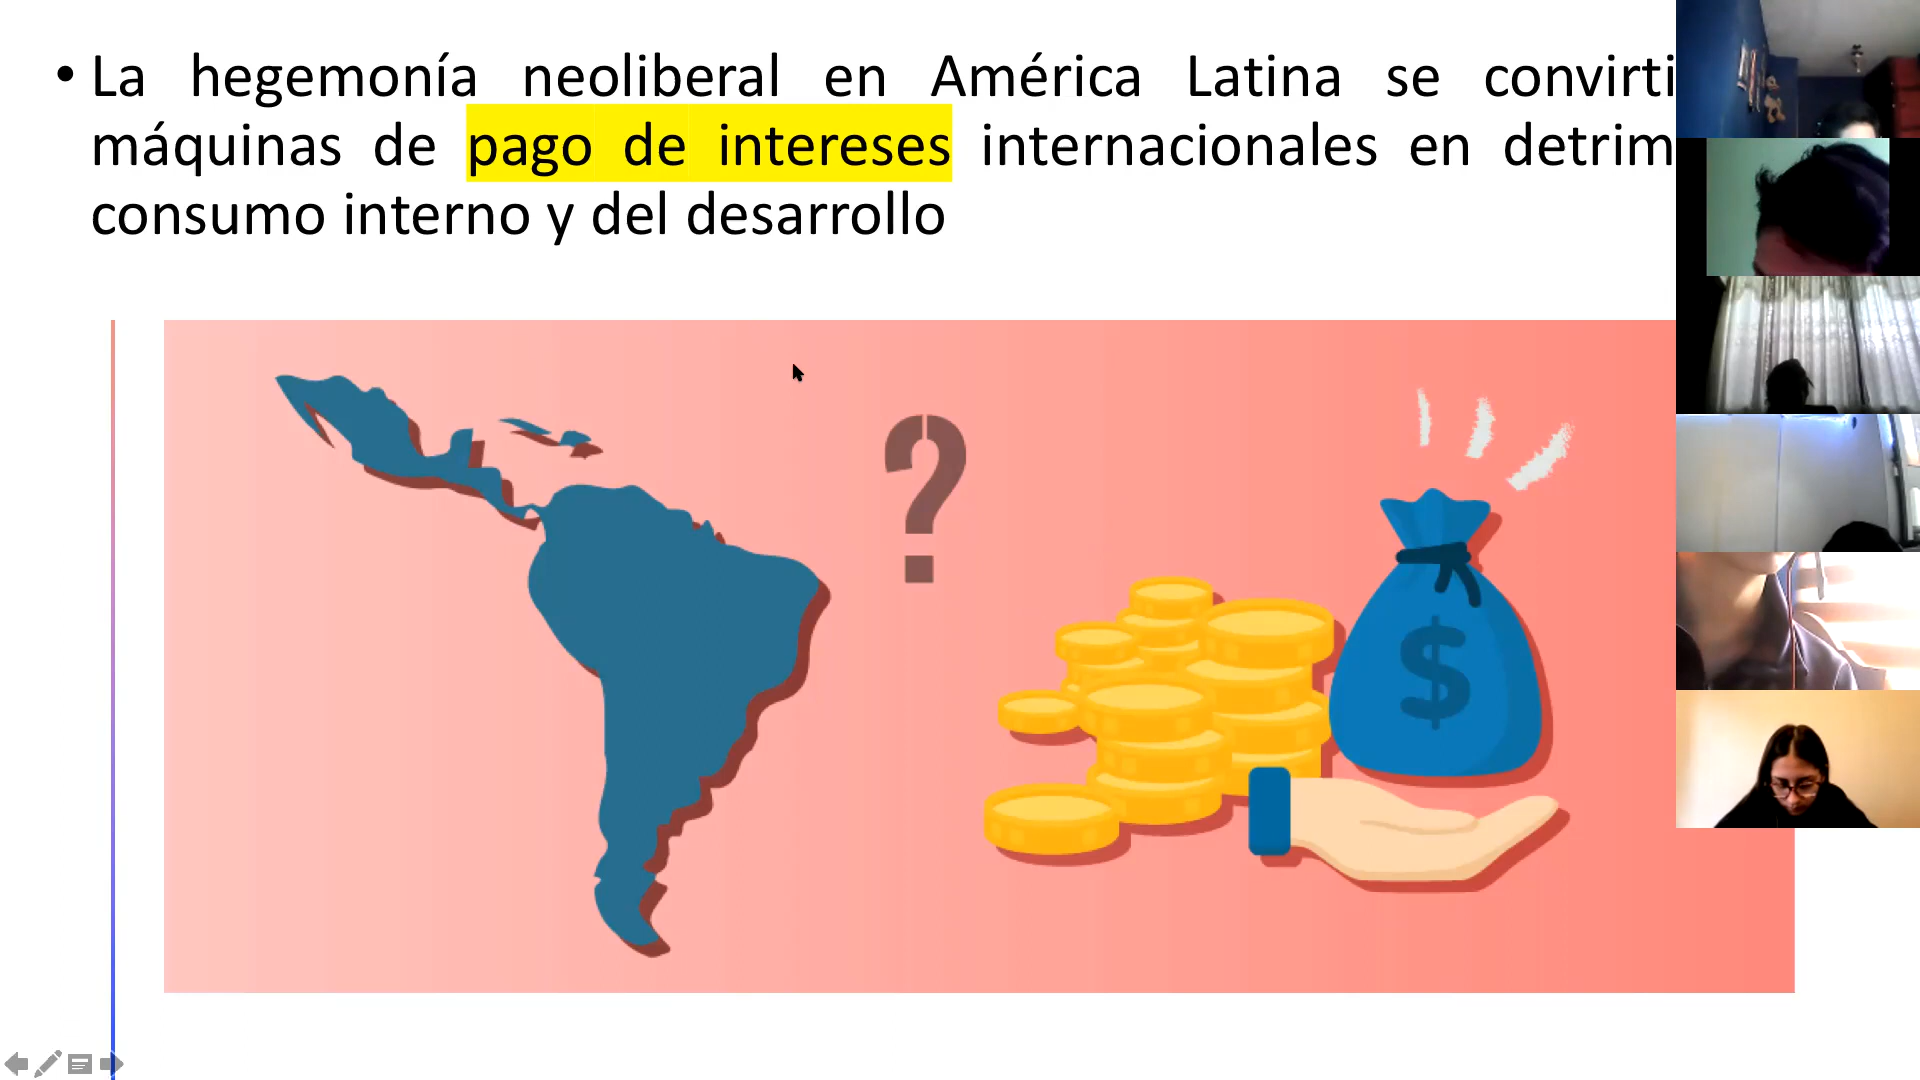 • La hegemonía neoliberal en América Latina se convirti
máquinas de pago de intereses internacionales en detrim
consumo interno y del desarrollo
?
$